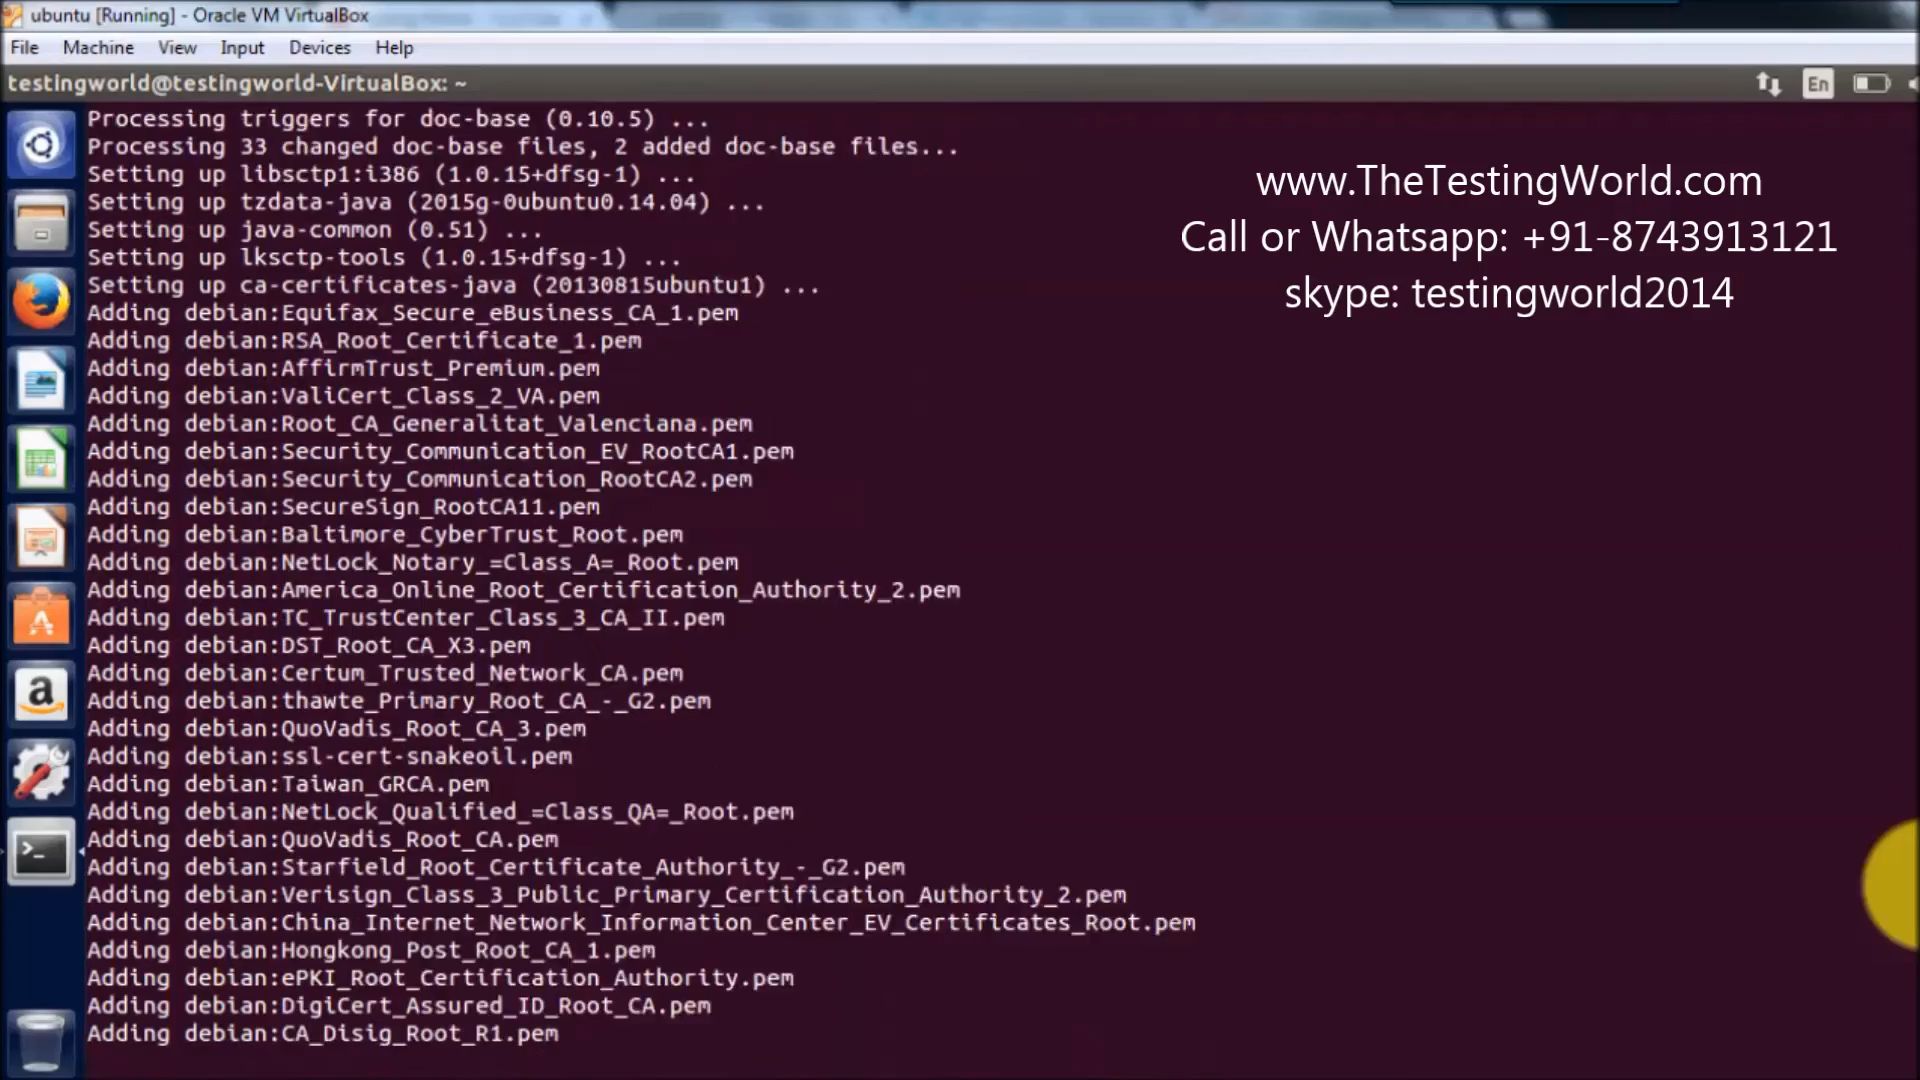 ubuntu [Running] - Oracle VM VirtualBox
File Machine View Input Devices Help
testingworld@testingworld-VirtualBox: ~
En
Processing triggers for doc-base (0.10.5) ...
Processing 33 changed doc-base files, 2 added doc-base files...
Setting up libsctp1:i386 (1.0.15+dfsg-1) ...
Setting up tzdata-java (2015g-0ubuntu0.14.04) ...
Setting up java-common (0.51) ...
Setting up lksctp-tools (1.0.15+dfsg-1) ...
Setting up ca-certificates-java (20130815ubuntu1) ...
Adding debian:Equifax_Secure_eBusiness_CA_1.pem
Adding debian:RSA_Root_Certificate_1.pem
Adding debian:AffirmTrust_Premium.pem
Adding debian:ValiCert_Class_2_VA.pem
Adding debian:Root_CA_Generalitat_Valenciana.pem
Adding debian:Security_Communication_EV_RootCA1.pem
Adding debian:Security_Communication_RootCA2.pem
Adding debian:SecureSign_RootCA11.pem
Adding debian:Baltimore_CyberTrust_Root.pem
Adding debian:NetLock_Notary_=Class_A=_Root.pem
Adding debian:America_Online_Root_Certification_Authority_2.pem
Adding debian:TC_TrustCenter_Class_3_CA_II.pem
Adding debian:DST_Root_CA_X3.pem
Adding debian:Certum_Trusted_Network_CA.pem
Adding debian:thawte_Primary_Root_CA_-_G2.pem
Adding debian:QuoVadis_Root_CA_3.pem
Adding debian:ssl-cert-snakeoil.pem
Adding debian:Taiwan_GRCA.pem
Adding debian:NetLock_Qualified_=Class_QA=_Root.pem
Adding debian:QuoVadis_Root_CA.pem
Adding debian:Starfield_Root_Certificate_Authority_-_G2.pem
Adding debian:Verisign_Class_3_Public_Primary_Certification_Authority_2.pem
Adding debian:China_Internet_Network_Information_Center_EV_Certificates_Root.pem
Adding debian:Hongkong_Post_Root_CA_1.pem
Adding debian:ePKI_Root_Certification_Authority.pem
Adding debian:DigiCert_Assured_ID_Root_CA.pem
Adding debian:CA_Disig_Root_R1.pem
www.TheTestingWorld.com
Call or Whatsapp: +91-8743913121
skype: testingworld2014